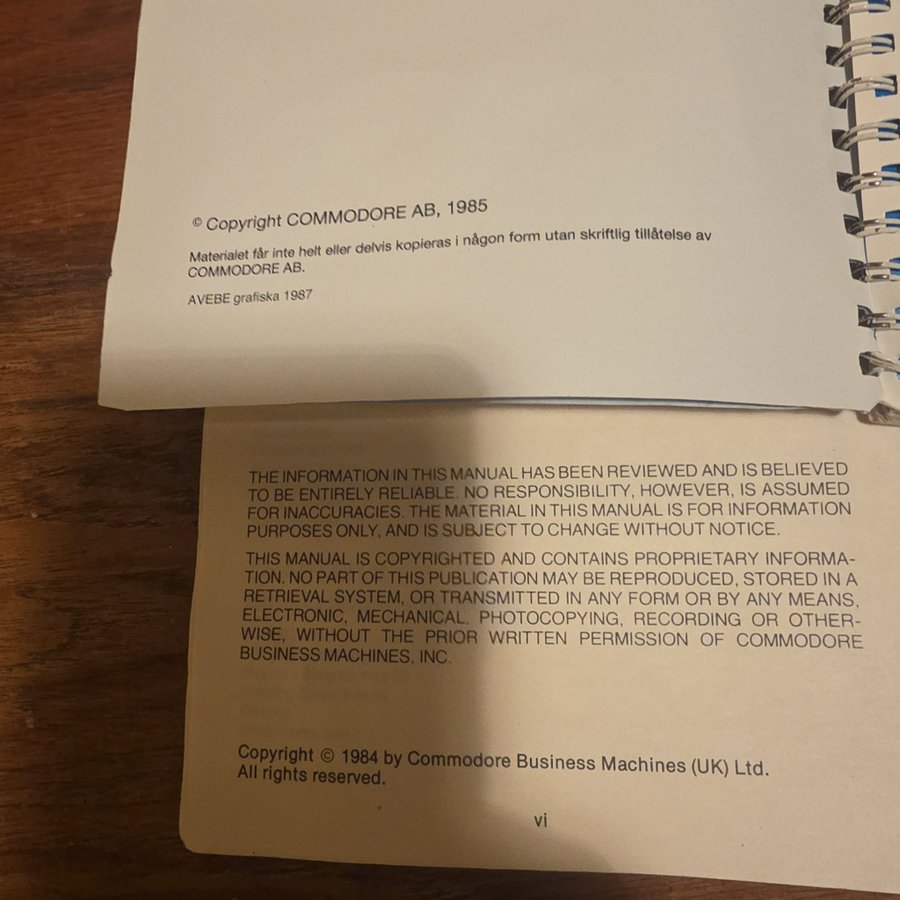 © Copyright COMMODORE AB, 1985
Materialet får inte helt eller delvis kopieras i någon form utan skriftlig tillåtelse av
COMMODORE AB.
AVEBE grafiska 1987
THE INFORMATION IN THIS MANUAL HAS BEEN REVIEWED AND IS BELIEVED
TO BE ENTIRELY RELIABLE. NO RESPONSIBILITY, HOWEVER, IS ASSUMED
FOR INACCURACIES. THE MATERIAL IN THIS MANUAL IS FOR INFORMATION
PURPOSES ONLY, AND IS SUBJECT TO CHANGE WITHOUT NOTICE.
THIS MANUAL IS COPYRIGHTED AND CONTAINS PROPRIETARY INFORMA-
TION. NO PART OF THIS PUBLICATION MAY BE REPRODUCED, STORED IN A
RETRIEVAL SYSTEM, OR TRANSMITTED IN ANY FORM OR BY ANY MEANS,
ELECTRONIC, MECHANICAL, PHOTOCOPYING, RECORDING OR OTHER-
WISE, WITHOUT THE PRIOR WRITTEN PERMISSION OF COMMODORE
BUSINESS MACHINES, INC.
Copyright © 1984 by Commodore Business Machines (UK) Ltd.
All rights reserved.
vi